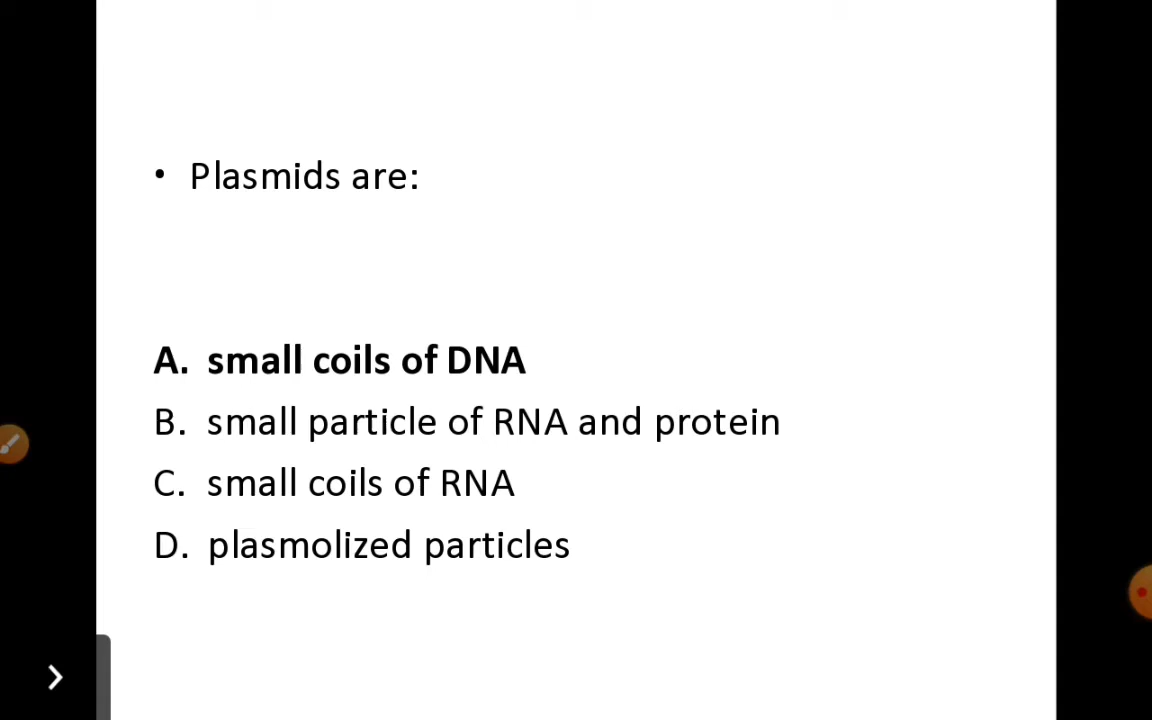 • Plasmids are:
A. small coils of DNA
B. small particle of RNA and protein
C. small coils of RNA
D. plasmolized particles